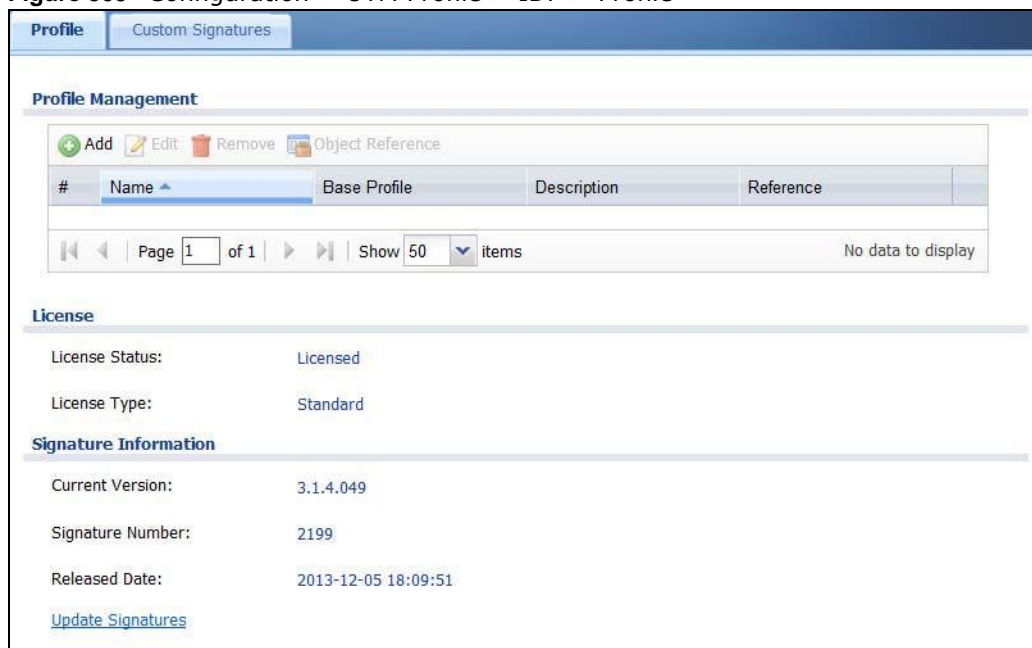 Profile Custom Signatures
Profile Management
Add Edit Remove Object Reference
# Name Base Profile Description Reference
Page 1 of 1 Show 50 items No data to display
License
License Status: Licensed
License Type: Standard
Signature Information
Current Version: 3.1.4.049
Signature Number: 2199
Released Date: 2013-12-05 18:09:51
Update Signatures